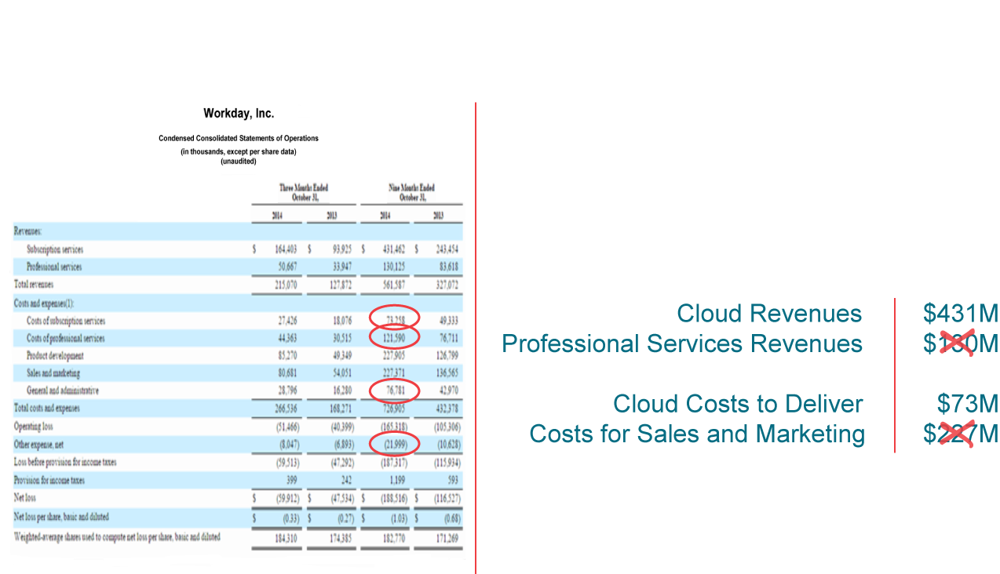 Workday, Inc.
Condensed Consolidated Statements of Operations
(in thousands, except per share data)
(unaudited)
Three Months Ended Nine Months Ended
October 31, October 31,
2014 2013 2014 2013
Revenues:
Subscription services $ 164,403 $ 93,925 $ 431,462 $ 243,454
Professional services 50,667 33,947 130,125 83,618
Total revenues 215,070 127,872 561,587 327,072
Costs and expenses(1):
Costs of subscription services 27,426 18,076 73,258 49,333
Costs of professional services 44,363 30,515 121,590 76,711
Product development 85,270 49,349 227,905 126,799
Sales and marketing 80,681 54,051 227,371 136,565
General and administrative 28,796 16,280 76,781 42,970
Total costs and expenses 266,536 168,271 726,905 432,378
Operating loss (51,466) (40,399) (165,318) (105,306)
Other expense, net (8,047) (6,893) (21,999) (10,628)
Loss before provision for income taxes (59,513) (47,292) (187,317) (115,934)
Provision for income taxes 399 242 1,199 593
Net loss $ (59,912) $ (47,534) $ (188,516) $ (116,527)
Net loss per share, basic and diluted $ (0.33) $ (0.27) $ (1.03) $ (0.68)
Weighted-average shares used to compute net loss per share, basic and diluted 184,310 174,385 182,770 171,269
Cloud Revenues $431M
Professional Services Revenues $130M
Cloud Costs to Deliver $73M
Costs for Sales and Marketing $227M